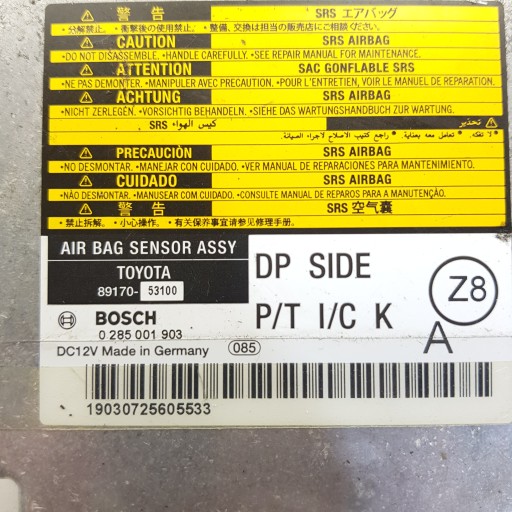 警告 SRS エアバッグ
・分解禁止。・衝撃後の使用禁止。・整備、交換は担当の販売店にご相談ください。
CAUTION SRS AIRBAG
•DO NOT DISASSEMBLE. •HANDLE CAREFULLY. •SEE REPAIR MANUAL FOR MAINTENANCE.
ATTENTION SAC GONFLABLE SRS
•NE PAS DEMONTER. •MANIPULER AVEC PRECAUTION. •POUR L'ENTRETIEN, VOIR LE MANUEL DE REPARATION.
ACHTUNG SRS AIRBAG
•NICHT ZERLEGEN. •VORSICHTIG BEHANDELN. •SIEHE DAS WARTUNGSHANDBUCH ZUR WARTUNG.
تحذير كيس الهواء SRS
• لا تفكه. • تعامل معه بعناية. • راجع كتيب الاصلاح لاجراء الصيانة.
PRECAUCIÒN SRS AIRBAG
•NO DESMONTAR. •MANEJAR CON CUIDADO. •VER MANUAL DE REPARACIONES PARA MANTENIMIENTO.
CUIDADO SRS AIRBAG
•NÃO DESMONTAR. •MANUSEAR COM CUIDADO. •CONSULTE MANUAL DE REPAROS PARA A MANUTENÇÃO.
警告 SRS 空气囊
・禁止拆解。・小心操作。・有关保养事宜请参见修理手册。
AIR BAG SENSOR ASSY
TOYOTA
89170- 53100
DP SIDE
P/T I/C K
Z8
A
BOSCH
0 285 001 903
DC12V Made in Germany 085
19030725605533